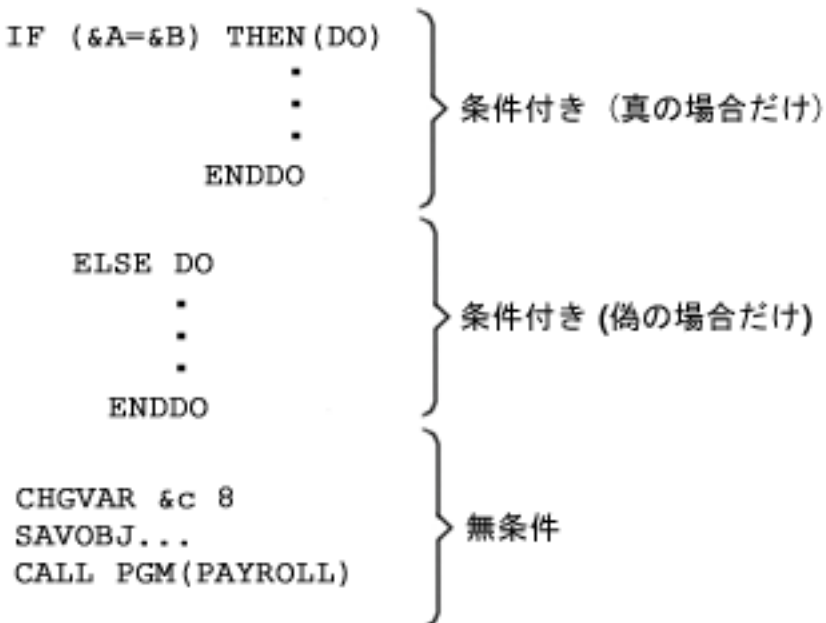 IF (&A=&B) THEN(DO)
.
.
.
ENDDO
条件付き (真の場合だけ)
ELSE DO
.
.
.
ENDDO
条件付き (偽の場合だけ)
CHGVAR &c 8
SAVOBJ...
CALL PGM(PAYROLL)
無条件